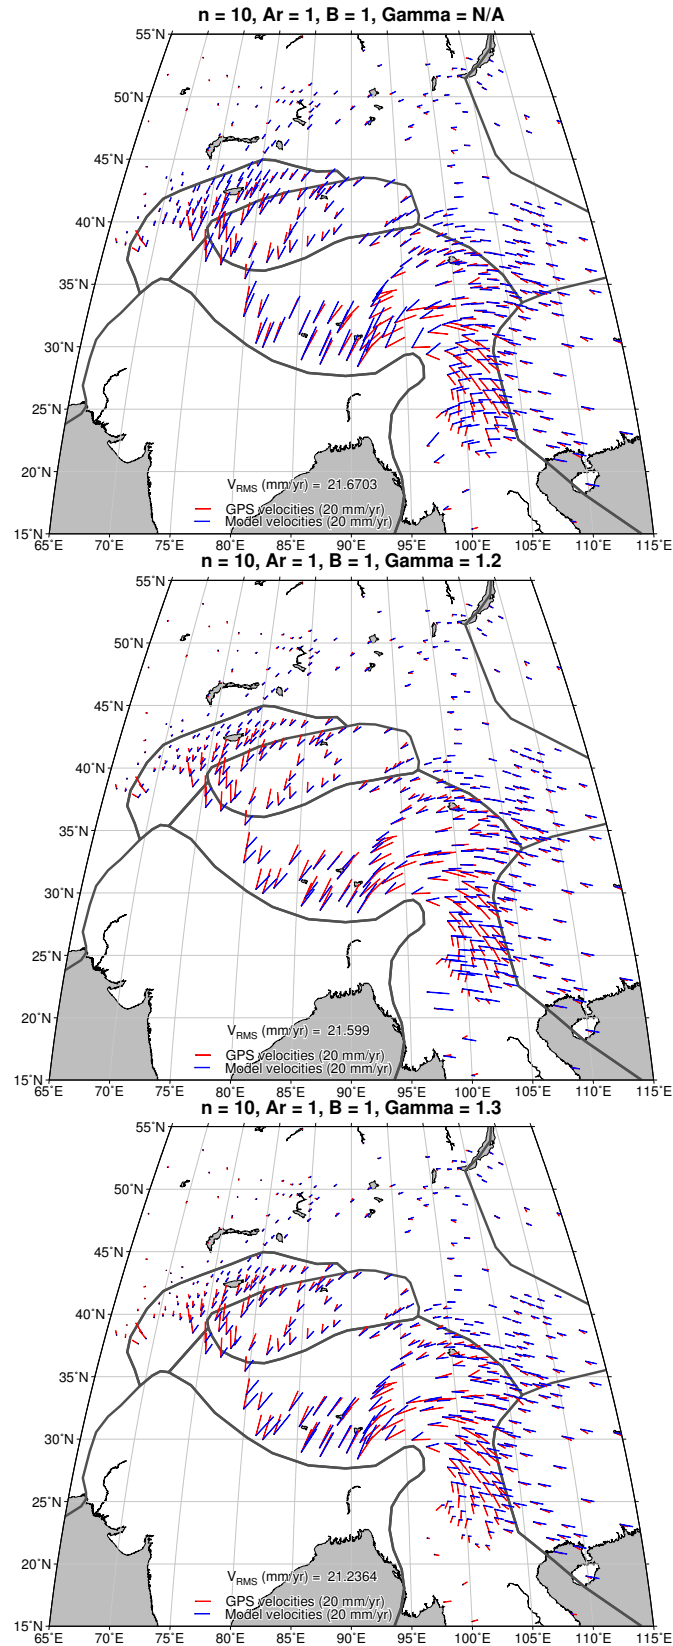 n = 10, Ar = 1, B = 1, Gamma = N/A
55˚N
50˚N
45˚N
40˚N
35˚N
30˚N
25˚N
20˚N
15˚N
V_RMS (mm/yr) = 21.6703
GPS velocities (20 mm/yr)
Model velocities (20 mm/yr)
65˚E 70˚E 75˚E 80˚E 85˚E 90˚E 95˚E 100˚E 105˚E 110˚E 115˚E
n = 10, Ar = 1, B = 1, Gamma = 1.2
55˚N
50˚N
45˚N
40˚N
35˚N
30˚N
25˚N
20˚N
15˚N
V_RMS (mm/yr) = 21.599
GPS velocities (20 mm/yr)
Model velocities (20 mm/yr)
65˚E 70˚E 75˚E 80˚E 85˚E 90˚E 95˚E 100˚E 105˚E 110˚E 115˚E
n = 10, Ar = 1, B = 1, Gamma = 1.3
55˚N
50˚N
45˚N
40˚N
35˚N
30˚N
25˚N
20˚N
15˚N
V_RMS (mm/yr) = 21.2364
GPS velocities (20 mm/yr)
Model velocities (20 mm/yr)
65˚E 70˚E 75˚E 80˚E 85˚E 90˚E 95˚E 100˚E 105˚E 110˚E 115˚E